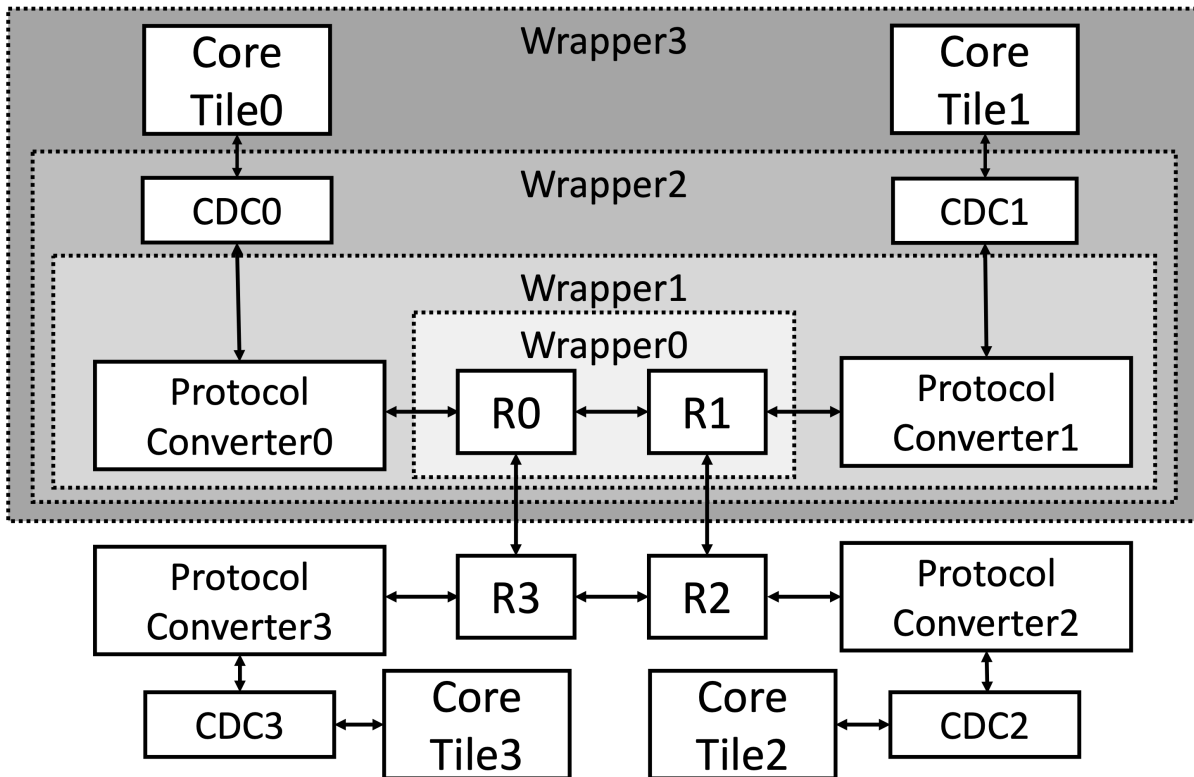 Wrapper3
Core
Tile0
Core
Tile1
Wrapper2
CDC0
CDC1
Wrapper1
Wrapper0
Protocol
Converter0
R0
R1
Protocol
Converter1
Protocol
Converter3
R3
R2
Protocol
Converter2
CDC3
Core
Tile3
Core
Tile2
CDC2